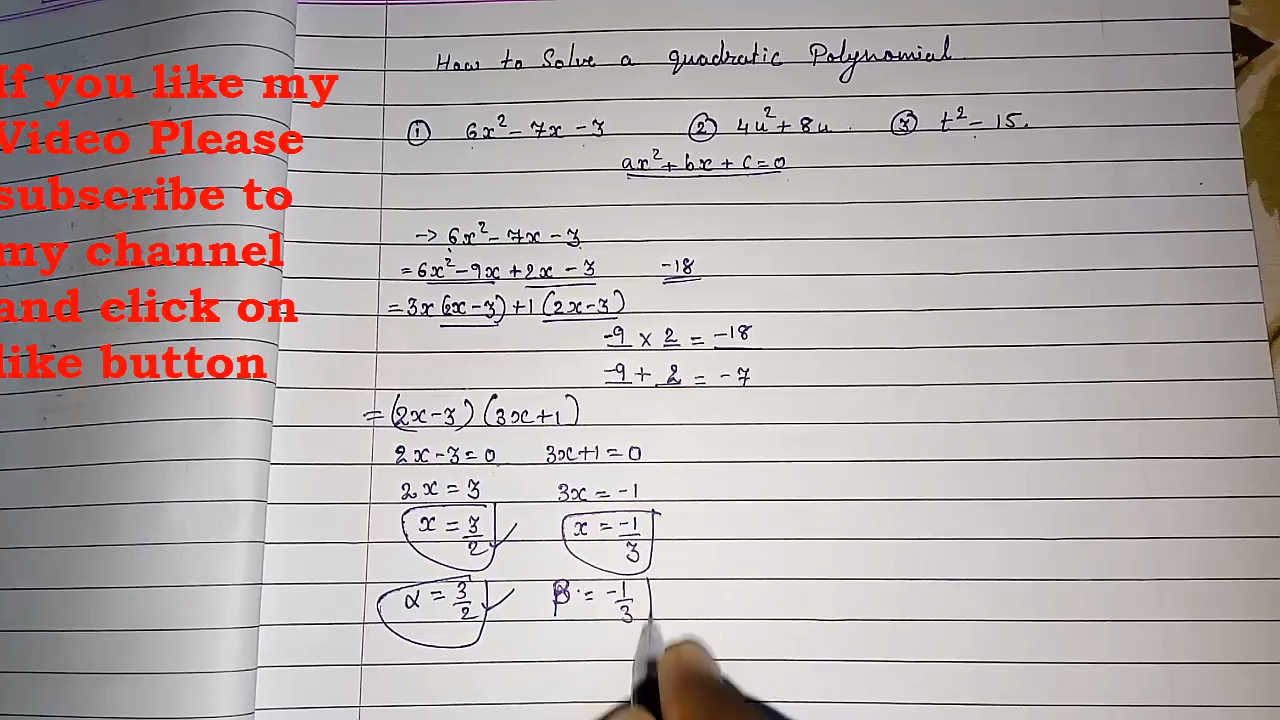 How to Solve a quadratic Polynomial
① 6x² - 7x - 3 ② 4u² + 8u ③ t² - 15.
ax² + bx + c = 0
→ 6x² - 7x - 3
= 6x² - 9x + 2x - 3 -18
= 3x (2x - 3) + 1 (2x - 3)
-9 × 2 = -18
-9 + 2 = -7
= (2x - 3) (3x + 1)
2x - 3 = 0 3x + 1 = 0
2x = 3 3x = -1
x = 3/2 x = -1/3
α = 3/2 β = -1/3
If you like my
Video Please
subscribe to
my channel
and click on
like button